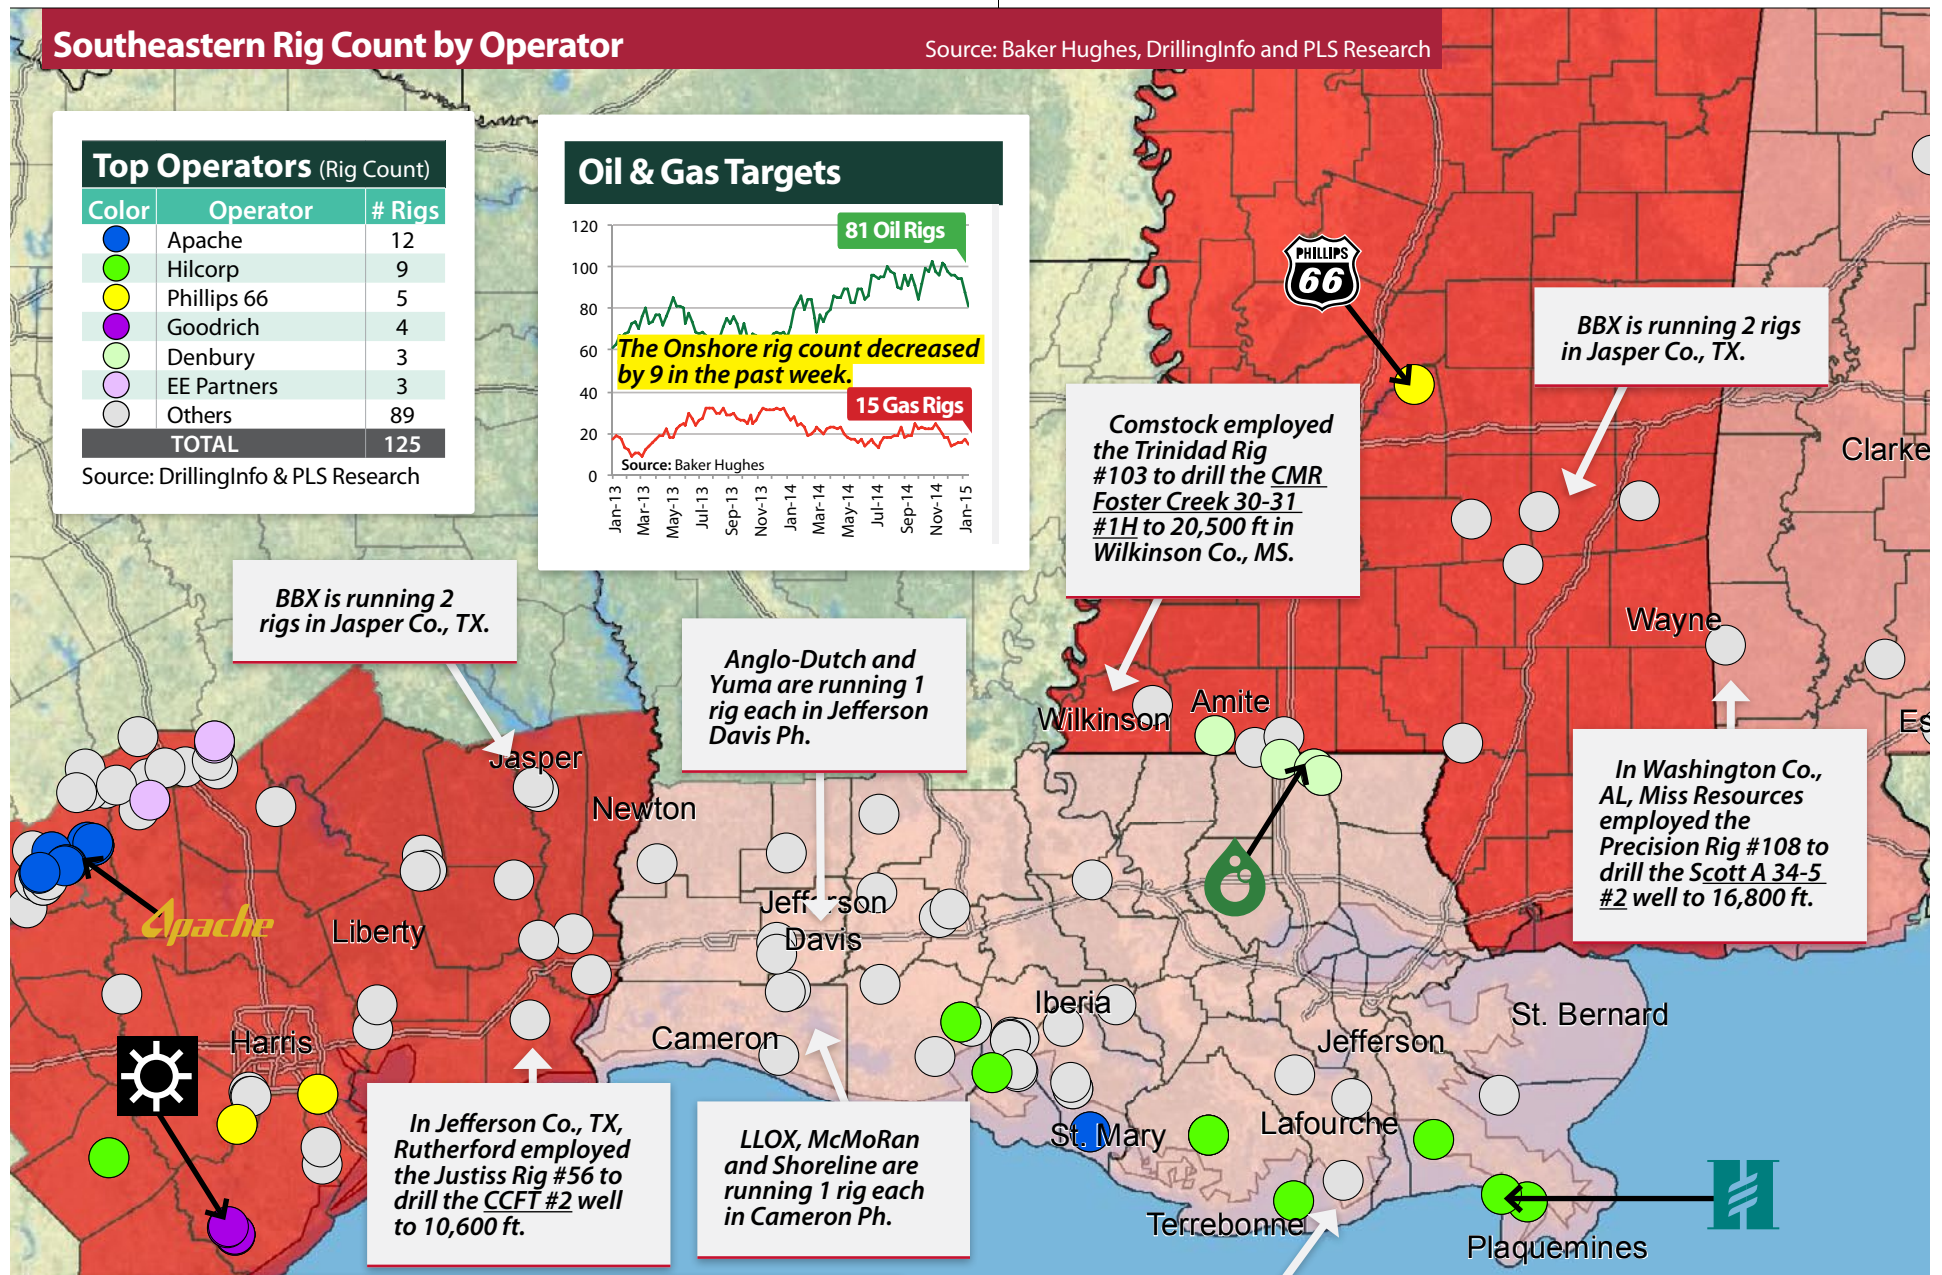 Southeastern Rig Count by Operator
Source: Baker Hughes, DrillingInfo and PLS Research
Top Operators (Rig Count)
Color Operator # Rigs
Apache 12
Hilcorp 9
Phillips 66 5
Goodrich 4
Denbury 3
EE Partners 3
Others 89
TOTAL 125
Source: DrillingInfo & PLS Research
Oil & Gas Targets
120
100
80
60
40
20
0
81 Oil Rigs
The Onshore rig count decreased
by 9 in the past week.
15 Gas Rigs
Source: Baker Hughes
Jan-13
Mar-13
May-13
Jul-13
Sep-13
Nov-13
Jan-14
Mar-14
May-14
Jul-14
Sep-14
Nov-14
Jan-15
PHILLIPS
66
BBX is running 2 rigs
in Jasper Co., TX.
Comstock employed
the Trinidad Rig
#103 to drill the CMR
Foster Creek 30-31
#1H to 20,500 ft in
Wilkinson Co., MS.
Clarke
BBX is running 2
rigs in Jasper Co., TX.
Anglo-Dutch and
Yuma are running 1
rig each in Jefferson
Davis Ph.
Wayne
Wilkinson
Amite
Es
In Washington Co.,
AL, Miss Resources
employed the
Precision Rig #108 to
drill the Scott A 34-5
#2 well to 16,800 ft.
Jasper
Newton
Apache
Liberty
Jefferson
Davis
Harris
Cameron
Iberia
Jefferson
St. Bernard
In Jefferson Co., TX,
Rutherford employed
the Justiss Rig #56 to
drill the CCFT #2 well
to 10,600 ft.
LLOX, McMoRan
and Shoreline are
running 1 rig each
in Cameron Ph.
St. Mary
Lafourche
Terrebonne
Plaquemines